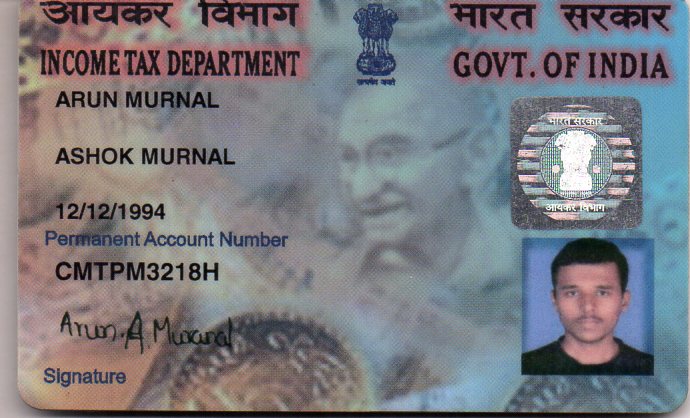 आयकर विभाग
भारत सरकार
INCOME TAX DEPARTMENT
GOVT. OF INDIA
ARUN MURNAL
ASHOK MURNAL
12/12/1994
Permanent Account Number
CMTPM3218H
Arun.A.Murnal
Signature
सत्यमेव जयते
भारत सरकार
आयकर विभाग